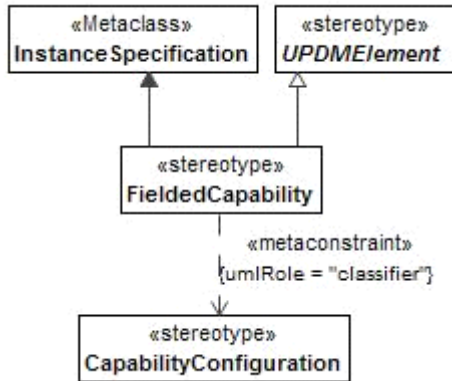 «Metaclass»
InstanceSpecification
«stereotype»
UPDMElement
«stereotype»
FieldedCapability
«metaconstraint»
{umlRole = "classifier"}
«stereotype»
CapabilityConfiguration